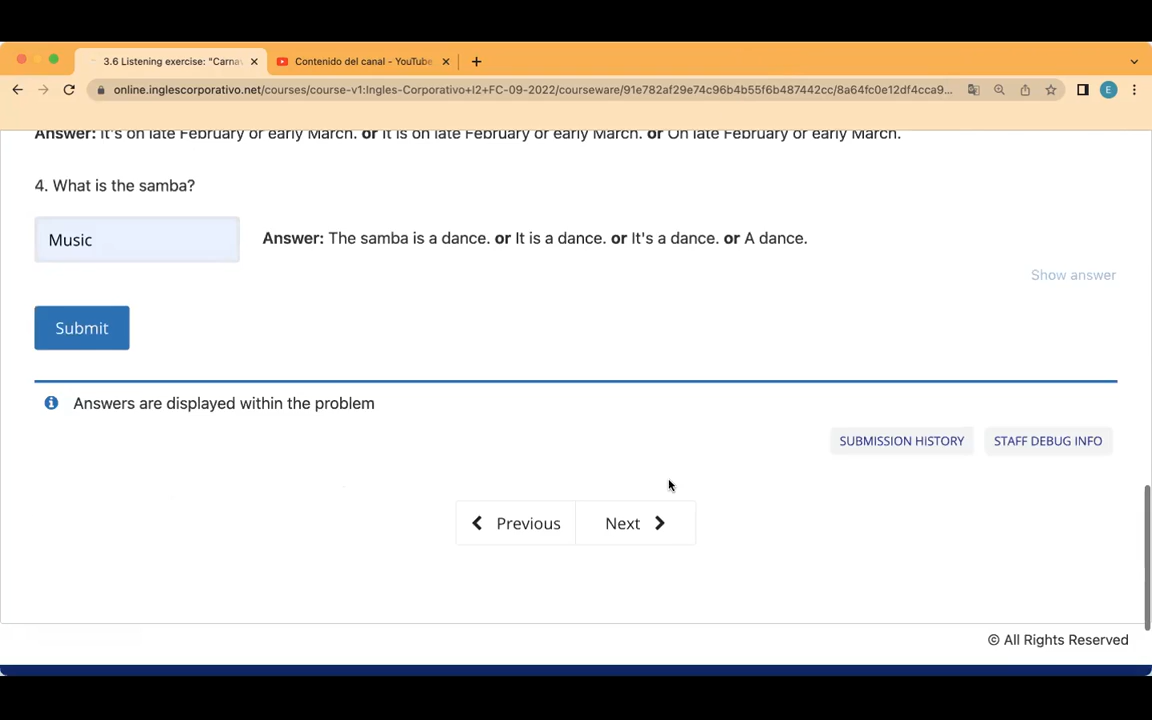 3.6 Listening exercise: "Carna
Contenido del canal - YouTube
online.inglescorporativo.net/courses/course-v1:Ingles-Corporativo+I2+FC-09-2022/courseware/91e782af29e74c96b4b55f6b487442cc/8a64fc0e12df4cca9...
E
Answer: It's on late February or early March. or It is on late February or early March. or On late February or early March.
4. What is the samba?
Music
Answer: The samba is a dance. or It is a dance. or It's a dance. or A dance.
Show answer
Submit
Answers are displayed within the problem
SUBMISSION HISTORY
STAFF DEBUG INFO
Previous
Next
© All Rights Reserved